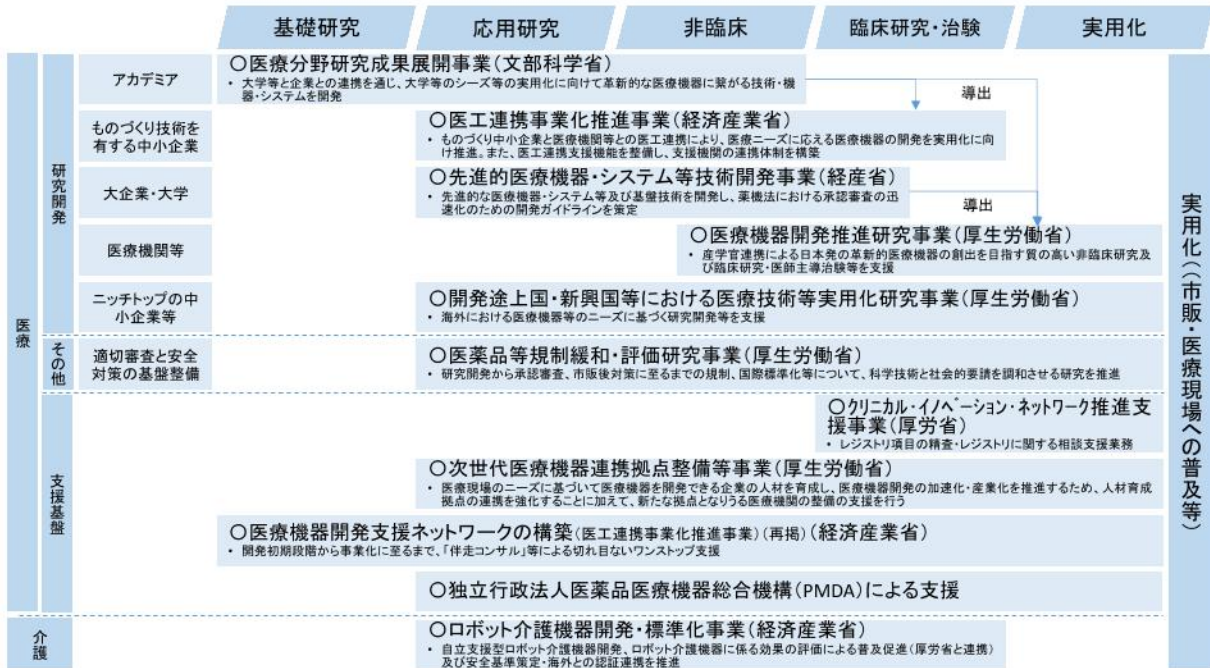 基礎研究
応用研究
非臨床
臨床研究・治験
実用化
医療
研究開発
アカデミア
○医療分野研究成果展開事業(文部科学省)
• 大学等と企業との連携を通じ、大学等のシーズ等の実用化に向けて革新的な医療機器に繋がる技術・機
器・システムを開発
導出
ものづくり技術を
有する中小企業
○医工連携事業化推進事業(経済産業省)
• ものづくり中小企業と医療機関等との医工連携により、医療ニーズに応える医療機器の開発を実用化に向
け推進。また、医工連携支援機能を整備し、支援機関の連携体制を構築
大企業・大学
○先進的医療機器・システム等技術開発事業(経産省)
• 先進的な医療機器・システム等及び基盤技術を開発し、薬機法における承認審査の迅
速化のための開発ガイドラインを策定
導出
医療機関等
○医療機器開発推進研究事業(厚生労働省)
• 産学官連携による日本発の革新的医療機器の創出を目指す質の高い非臨床研究及
び臨床研究・医師主導治験等を支援
ニッチトップの中
小企業等
○開発途上国・新興国等における医療技術等実用化研究事業(厚生労働省)
• 海外における医療機器等のニーズに基づく研究開発等を支援
その他
適切審査と安全
対策の基盤整備
○医薬品等規制緩和・評価研究事業(厚生労働省)
• 研究開発から承認審査、市販後対策に至るまでの規制、国際標準化等について、科学技術と社会的要請を調和させる研究を推進
支援基盤
○クリニカル・イノベーション・ネットワーク推進支
援事業(厚労省)
• レジストリ項目の精査・レジストリに関する相談支援業務
○次世代医療機器連携拠点整備等事業(厚生労働省)
• 医療現場のニーズに基づいて医療機器を開発できる企業の人材を育成し、医療機器開発の加速化・産業化を推進するため、人材育成
拠点の連携を強化することに加えて、新たな拠点となりうる医療機関の整備の支援を行う
○医療機器開発支援ネットワークの構築(医工連携事業化推進事業)(再掲)(経済産業省)
• 開発初期段階から事業化に至るまで、「伴走コンサル」等による切れ目ないワンストップ支援
○独立行政法人医薬品医療機器総合機構(PMDA)による支援
介護
○ロボット介護機器開発・標準化事業(経済産業省)
• 自立支援型ロボット介護機器開発、ロボット介護機器に係る効果の評価による普及促進(厚労省と連携)
及び安全基準策定・海外との認証連携を推進
実用化((市販・医療現場への普及等)